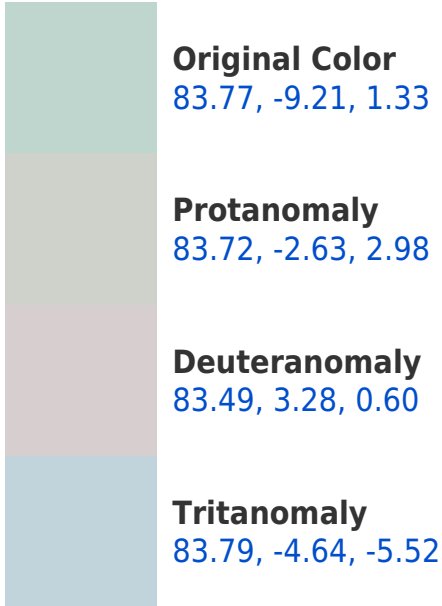 Original Color
83.77, -9.21, 1.33
Protanomaly
83.72, -2.63, 2.98
Deuteranomaly
83.49, 3.28, 0.60
Tritanomaly
83.79, -4.64, -5.52